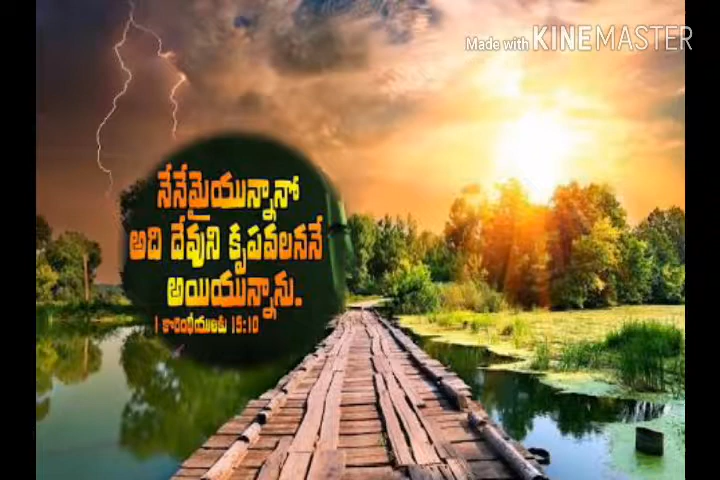 Made with KINEMASTER
నేనేమైయున్నానో
అది దేవుని కృపవలననే
అయియున్నాను.
1 కొరింథీయులకు 15:10